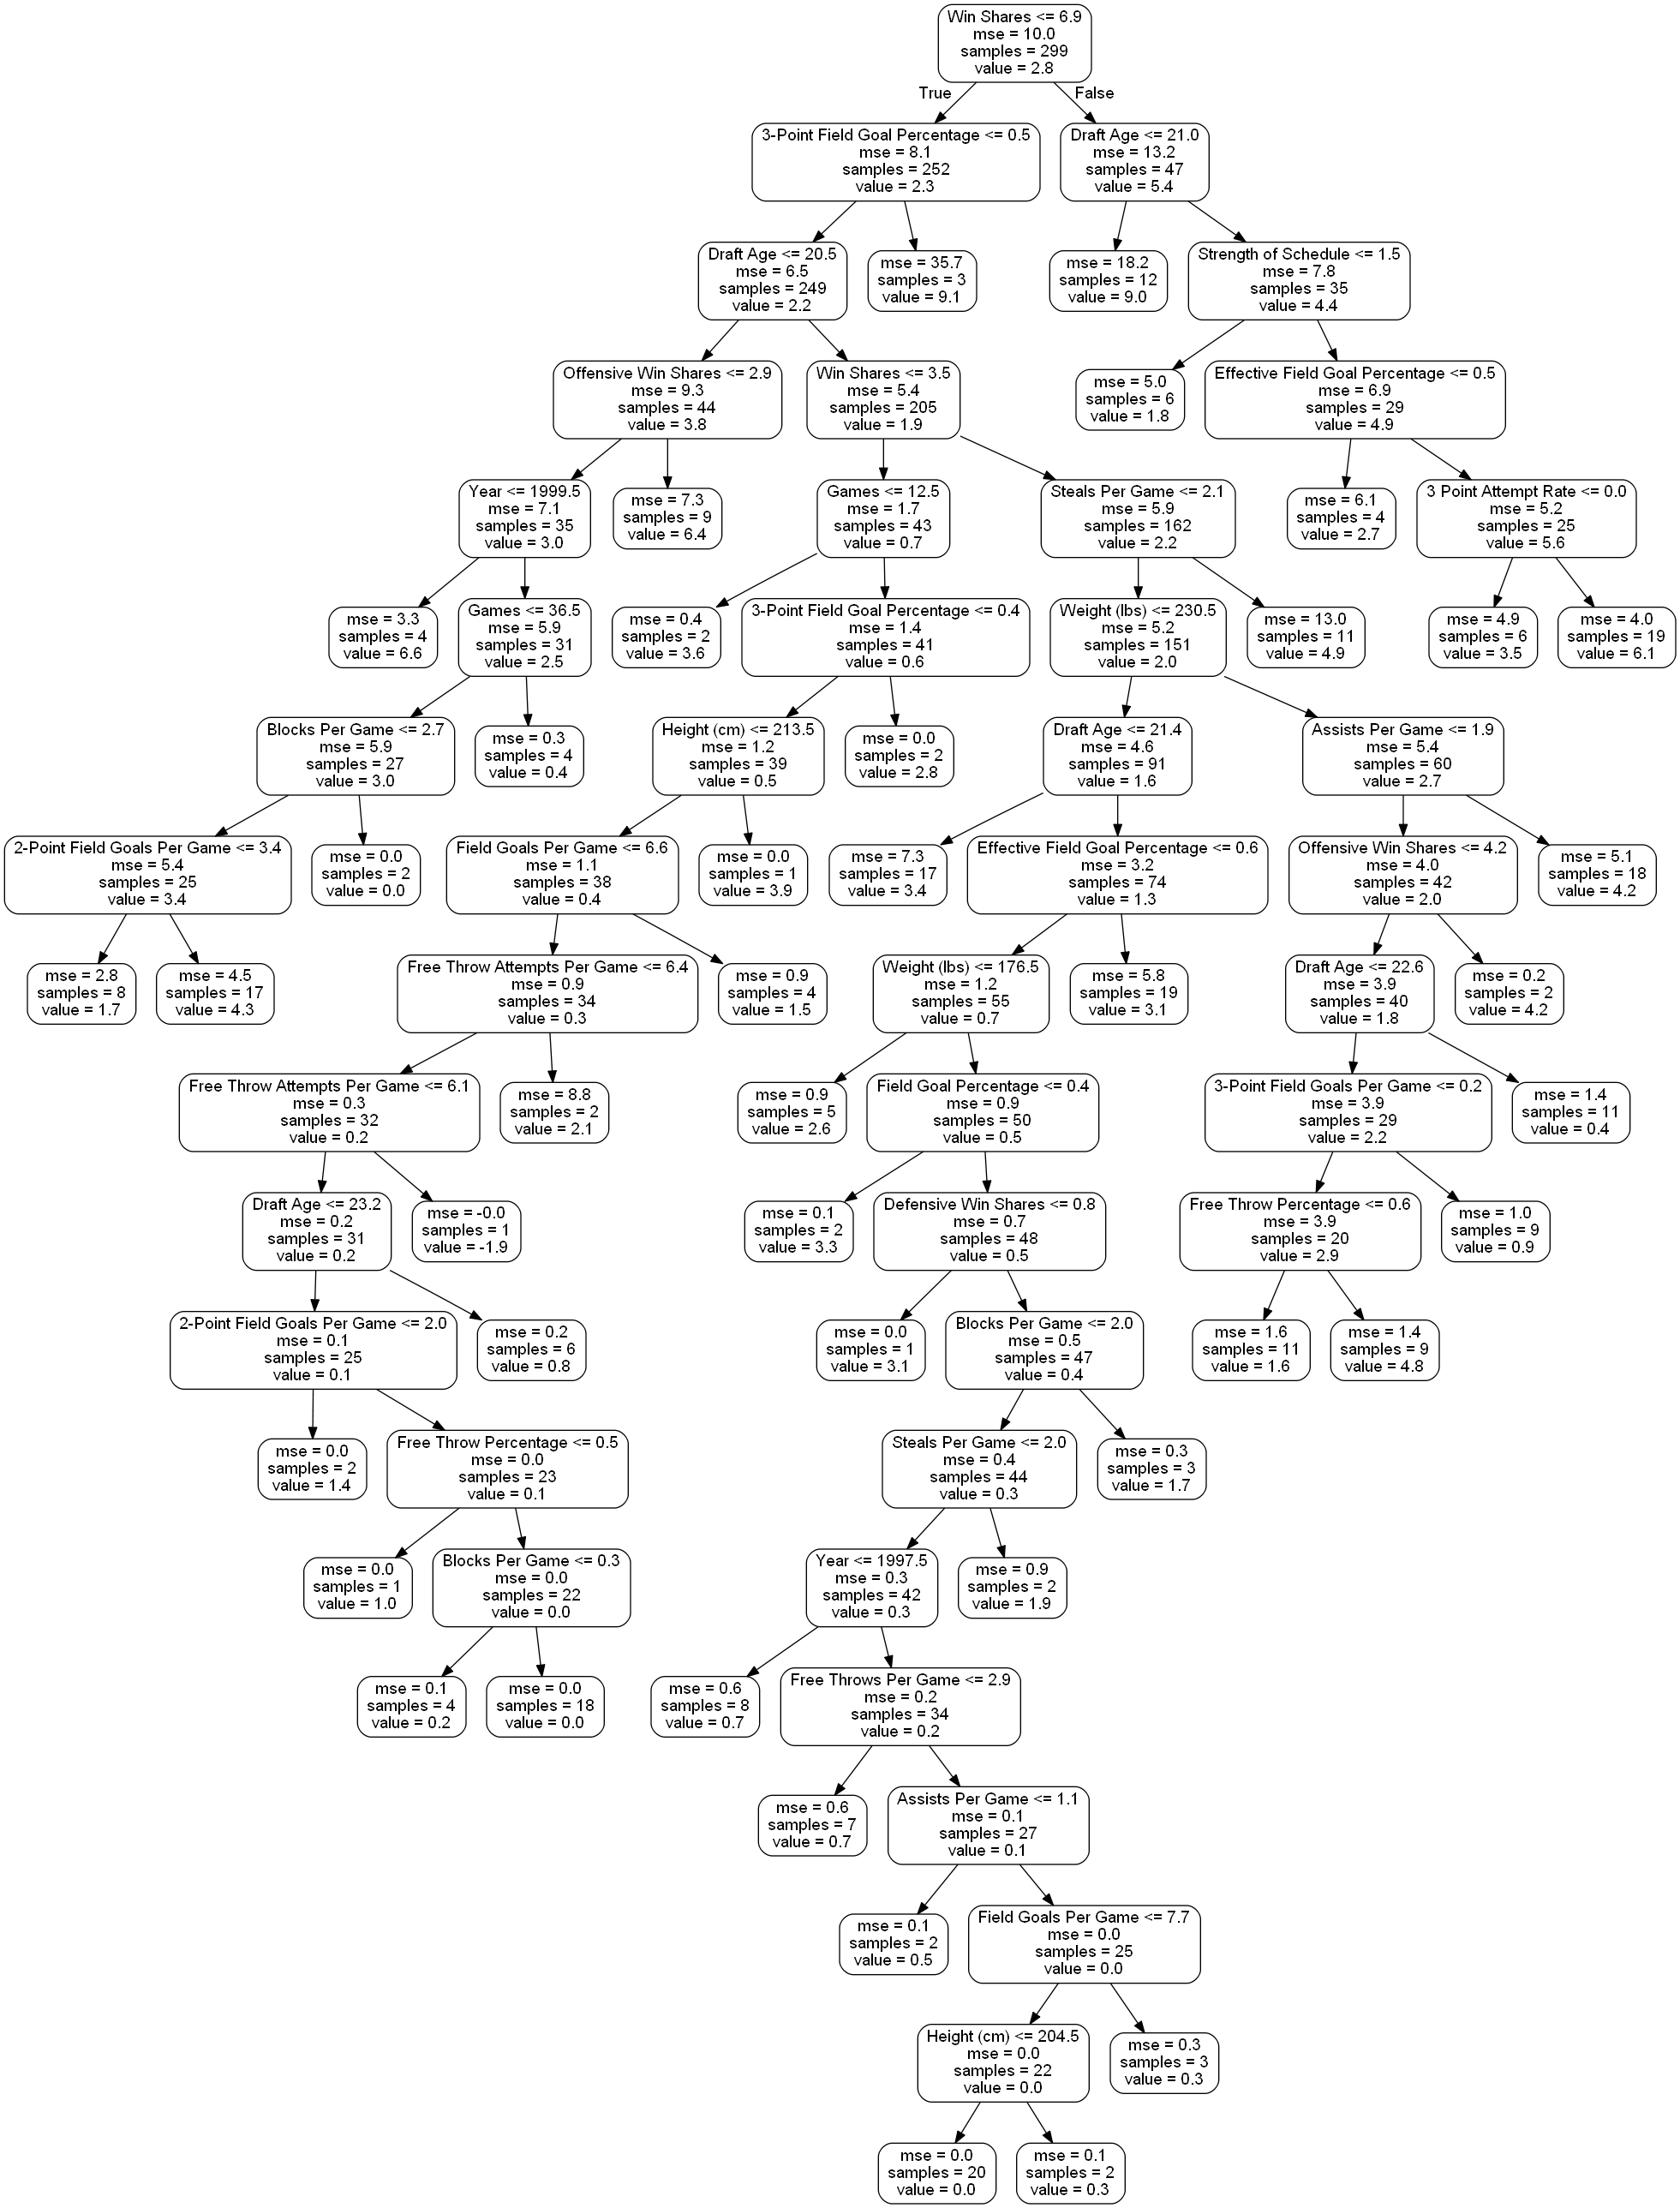 Win Shares <= 6.9
mse = 10.0
samples = 299
value = 2.8
True
False
3-Point Field Goal Percentage <= 0.5
mse = 8.1
samples = 252
value = 2.3
Draft Age <= 21.0
mse = 13.2
samples = 47
value = 5.4
Draft Age <= 20.5
mse = 6.5
samples = 249
value = 2.2
mse = 35.7
samples = 3
value = 9.1
mse = 18.2
samples = 12
value = 9.0
Strength of Schedule <= 1.5
mse = 7.8
samples = 35
value = 4.4
Offensive Win Shares <= 2.9
mse = 9.3
samples = 44
value = 3.8
Win Shares <= 3.5
mse = 5.4
samples = 205
value = 1.9
mse = 5.0
samples = 6
value = 1.8
Effective Field Goal Percentage <= 0.5
mse = 6.9
samples = 29
value = 4.9
Year <= 1999.5
mse = 7.1
samples = 35
value = 3.0
mse = 7.3
samples = 9
value = 6.4
Games <= 12.5
mse = 1.7
samples = 43
value = 0.7
Steals Per Game <= 2.1
mse = 5.9
samples = 162
value = 2.2
mse = 6.1
samples = 4
value = 2.7
3 Point Attempt Rate <= 0.0
mse = 5.2
samples = 25
value = 5.6
mse = 3.3
samples = 4
value = 6.6
Games <= 36.5
mse = 5.9
samples = 31
value = 2.5
mse = 0.4
samples = 2
value = 3.6
3-Point Field Goal Percentage <= 0.4
mse = 1.4
samples = 41
value = 0.6
Weight (lbs) <= 230.5
mse = 5.2
samples = 151
value = 2.0
mse = 13.0
samples = 11
value = 4.9
mse = 4.9
samples = 6
value = 3.5
mse = 4.0
samples = 19
value = 6.1
Blocks Per Game <= 2.7
mse = 5.9
samples = 27
value = 3.0
mse = 0.3
samples = 4
value = 0.4
Height (cm) <= 213.5
mse = 1.2
samples = 39
value = 0.5
mse = 0.0
samples = 2
value = 2.8
Draft Age <= 21.4
mse = 4.6
samples = 91
value = 1.6
Assists Per Game <= 1.9
mse = 5.4
samples = 60
value = 2.7
2-Point Field Goals Per Game <= 3.4
mse = 5.4
samples = 25
value = 3.4
mse = 0.0
samples = 2
value = 0.0
Field Goals Per Game <= 6.6
mse = 1.1
samples = 38
value = 0.4
mse = 0.0
samples = 1
value = 3.9
mse = 7.3
samples = 17
value = 3.4
Effective Field Goal Percentage <= 0.6
mse = 3.2
samples = 74
value = 1.3
Offensive Win Shares <= 4.2
mse = 4.0
samples = 42
value = 2.0
mse = 5.1
samples = 18
value = 4.2
mse = 2.8
samples = 8
value = 1.7
mse = 4.5
samples = 17
value = 4.3
Free Throw Attempts Per Game <= 6.4
mse = 0.9
samples = 34
value = 0.3
mse = 0.9
samples = 4
value = 1.5
Weight (lbs) <= 176.5
mse = 1.2
samples = 55
value = 0.7
mse = 5.8
samples = 19
value = 3.1
Draft Age <= 22.6
mse = 3.9
samples = 40
value = 1.8
mse = 0.2
samples = 2
value = 4.2
Free Throw Attempts Per Game <= 6.1
mse = 0.3
samples = 32
value = 0.2
mse = 8.8
samples = 2
value = 2.1
mse = 0.9
samples = 5
value = 2.6
Field Goal Percentage <= 0.4
mse = 0.9
samples = 50
value = 0.5
3-Point Field Goals Per Game <= 0.2
mse = 3.9
samples = 29
value = 2.2
mse = 1.4
samples = 11
value = 0.4
Draft Age <= 23.2
mse = 0.2
samples = 31
value = 0.2
mse = -0.0
samples = 1
value = -1.9
mse = 0.1
samples = 2
value = 3.3
Defensive Win Shares <= 0.8
mse = 0.7
samples = 48
value = 0.5
Free Throw Percentage <= 0.6
mse = 3.9
samples = 20
value = 2.9
mse = 1.0
samples = 9
value = 0.9
2-Point Field Goals Per Game <= 2.0
mse = 0.1
samples = 25
value = 0.1
mse = 0.2
samples = 6
value = 0.8
mse = 0.0
samples = 1
value = 3.1
Blocks Per Game <= 2.0
mse = 0.5
samples = 47
value = 0.4
mse = 1.6
samples = 11
value = 1.6
mse = 1.4
samples = 9
value = 4.8
mse = 0.0
samples = 2
value = 1.4
Free Throw Percentage <= 0.5
mse = 0.0
samples = 23
value = 0.1
Steals Per Game <= 2.0
mse = 0.4
samples = 44
value = 0.3
mse = 0.3
samples = 3
value = 1.7
mse = 0.0
samples = 1
value = 1.0
Blocks Per Game <= 0.3
mse = 0.0
samples = 22
value = 0.0
Year <= 1997.5
mse = 0.3
samples = 42
value = 0.3
mse = 0.9
samples = 2
value = 1.9
mse = 0.1
samples = 4
value = 0.2
mse = 0.0
samples = 18
value = 0.0
mse = 0.6
samples = 8
value = 0.7
Free Throws Per Game <= 2.9
mse = 0.2
samples = 34
value = 0.2
mse = 0.6
samples = 7
value = 0.7
Assists Per Game <= 1.1
mse = 0.1
samples = 27
value = 0.1
mse = 0.1
samples = 2
value = 0.5
Field Goals Per Game <= 7.7
mse = 0.0
samples = 25
value = 0.0
Height (cm) <= 204.5
mse = 0.0
samples = 22
value = 0.0
mse = 0.3
samples = 3
value = 0.3
mse = 0.0
samples = 20
value = 0.0
mse = 0.1
samples = 2
value = 0.3